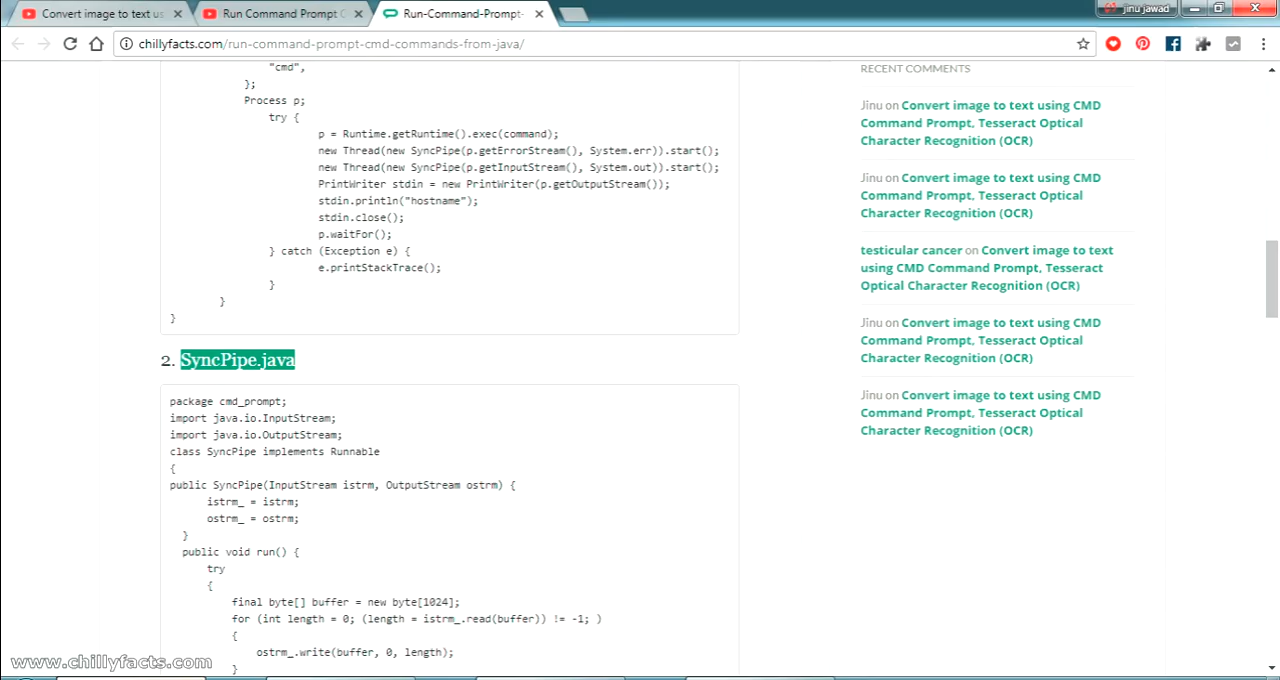 Convert image to text us
Run Command Prompt C
Run-Command-Prompt-
jinu jawad
chillyfacts.com/run-command-prompt-cmd-commands-from-java/
"cmd",
};
Process p;
try {
p = Runtime.getRuntime().exec(command);
new Thread(new SyncPipe(p.getErrorStream(), System.err)).start();
new Thread(new SyncPipe(p.getInputStream(), System.out)).start();
PrintWriter stdin = new PrintWriter(p.getOutputStream());
stdin.println("hostname");
stdin.close();
p.waitFor();
} catch (Exception e) {
e.printStackTrace();
}
}
}
2. SyncPipe.java
package cmd_prompt;
import java.io.InputStream;
import java.io.OutputStream;
class SyncPipe implements Runnable
{
public SyncPipe(InputStream istrm, OutputStream ostrm) {
istrm_ = istrm;
ostrm_ = ostrm;
}
public void run() {
try
{
final byte[] buffer = new byte[1024];
for (int length = 0; (length = istrm_.read(buffer)) != -1; )
{
ostrm_.write(buffer, 0, length);
}
RECENT COMMENTS
Jinu on Convert image to text using CMD
Command Prompt, Tesseract Optical
Character Recognition (OCR)
Jinu on Convert image to text using CMD
Command Prompt, Tesseract Optical
Character Recognition (OCR)
testicular cancer on Convert image to text
using CMD Command Prompt, Tesseract
Optical Character Recognition (OCR)
Jinu on Convert image to text using CMD
Command Prompt, Tesseract Optical
Character Recognition (OCR)
Jinu on Convert image to text using CMD
Command Prompt, Tesseract Optical
Character Recognition (OCR)
www.chillyfacts.com